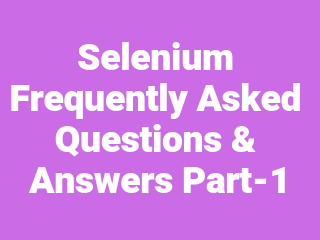 Selenium
Frequently Asked
Questions &
Answers Part-1